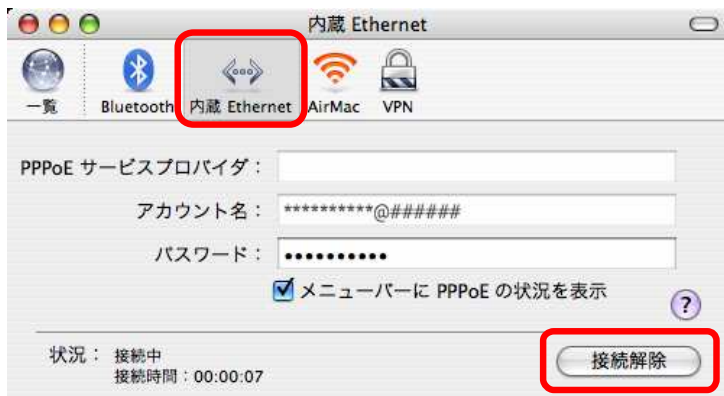 内蔵 Ethernet
一覧 Bluetooth 内蔵 Ethernet AirMac VPN
PPPoE サービスプロバイダ：
アカウント名： **********@######
パスワード： ••••••••••
メニューバーに PPPoE の状況を表示
?
状況： 接続中
接続時間：00:00:07
接続解除